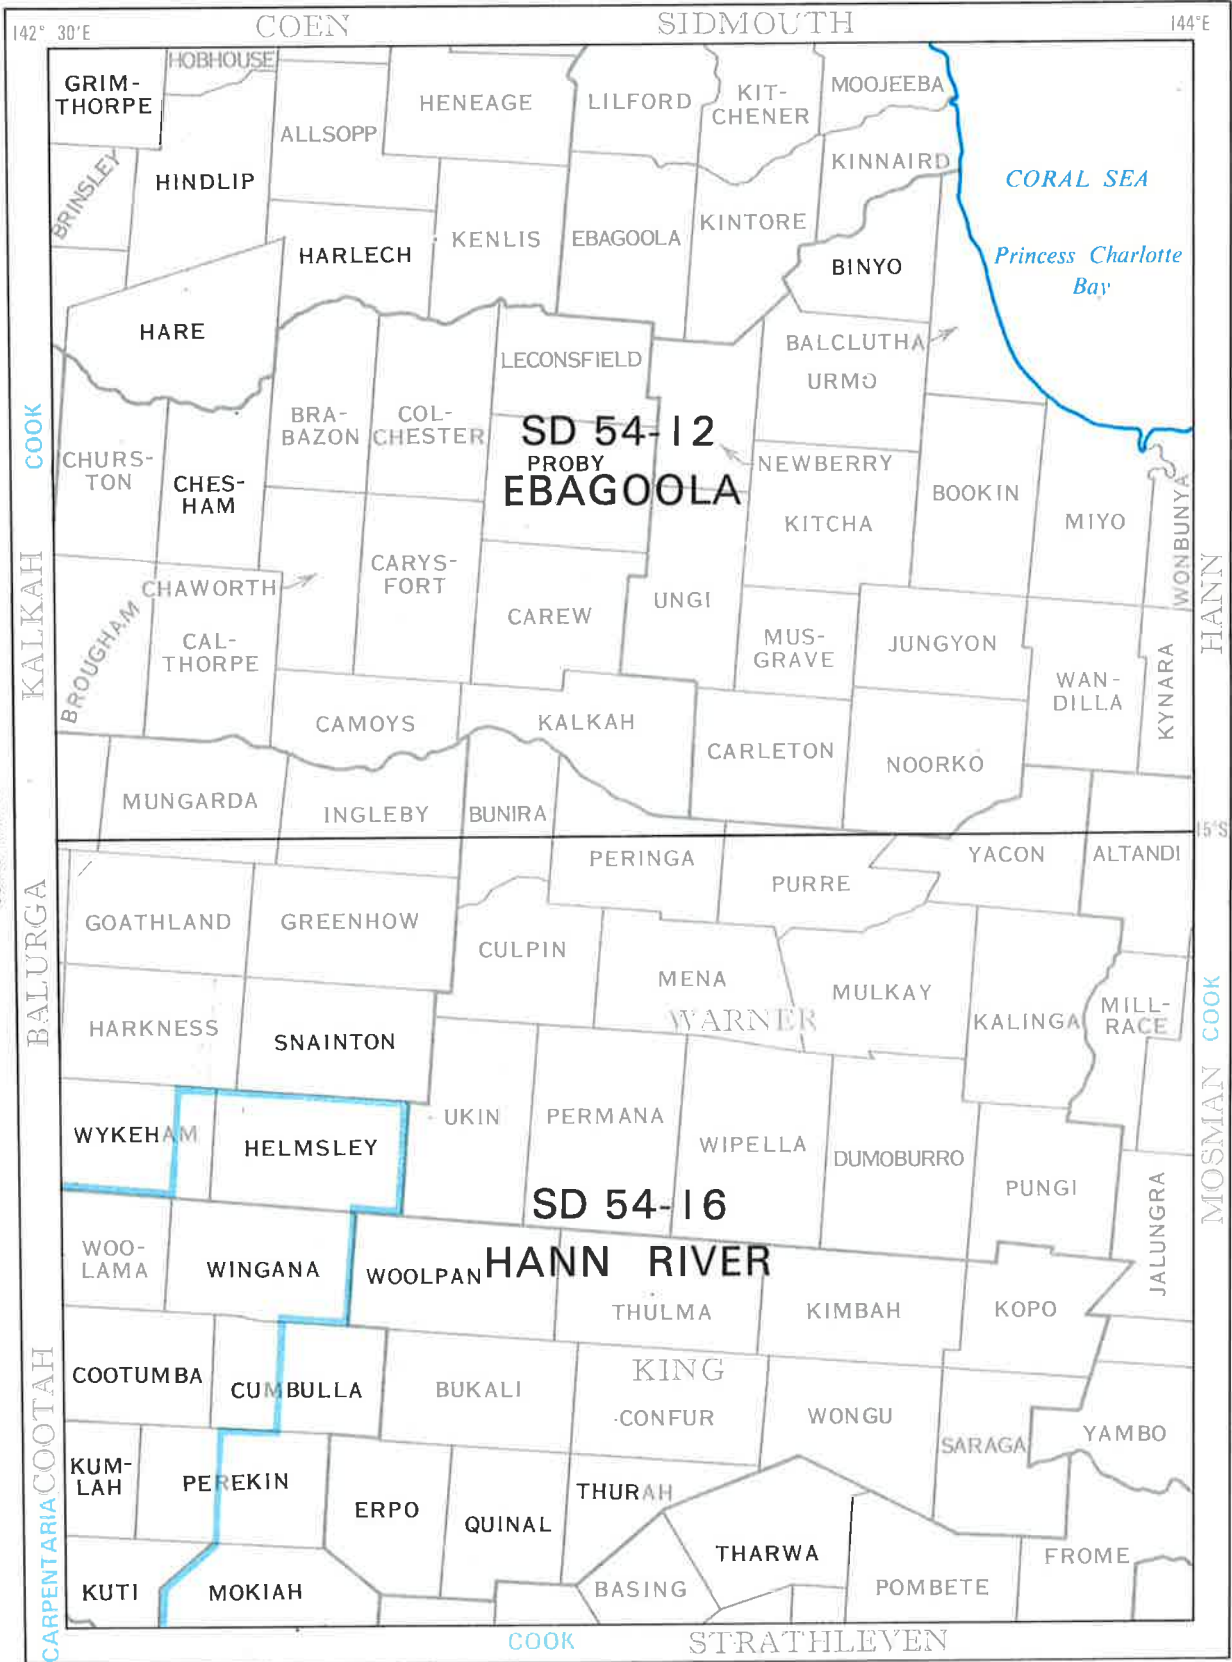 COEN
SIDMOUTH
142° 30'E
144°E
GRIM-
THORPE
HOBHOUSE
ALLSOPP
HENEAGE
LILFORD
KIT-
CHENER
MOOJEEBA
BRINSLEY
HINDLIP
KINNAIRD
CORAL SEA
HARLECH
KENLIS
EBAGOOLA
KINTORE
BINYO
Princess Charlotte
Bay
HARE
LECONSFIELD
BALCLUTHA
URMO
COOK
CHURS-
TON
CHES-
HAM
BRA-
BAZON
COL-
CHESTER
SD 54-12
PROBY
EBAGOOLA
NEWBERRY
KITCHA
BOOKIN
MIYO
WONBUNYA
KALKAH
HANN
CHAWORTH
CARYS-
FORT
CAREW
UNGI
BROUGHAM
CAL-
THORPE
MUS-
GRAVE
JUNGYON
WAN-
DILLA
KYNARA
CAMOYS
KALKAH
CARLETON
NOORKO
MUNGARDA
INGLEBY
BUNIRA
15°S
PERINGA
PURRE
YACON
ALTANDI
BALURGA
GOATHLAND
GREENHOW
CULPIN
MENA
MULKAY
WARNER
KALINGA
MILL-
RACE
HARKNESS
SNAINTON
COOK
MOSMAN
WYKEHAM
HELMSLEY
UKIN
PERMANA
WIPELLA
DUMOBURRO
PUNGI
JALUNGRA
SD 54-16
HANN RIVER
WOO-
LAMA
WINGANA
WOOLPAN
THULMA
KIMBAH
KOPO
COOTAH
COOTUMBA
CUMBULLA
BUKALI
KING
CONFUR
WONGU
SARAGA
YAMBO
KUM-
LAH
PEREKIN
ERPO
QUINAL
THURAH
THARWA
FROME
CARPENTARIA
KUTI
MOKIAH
BASING
POMBETE
COOK
STRATHLEVEN